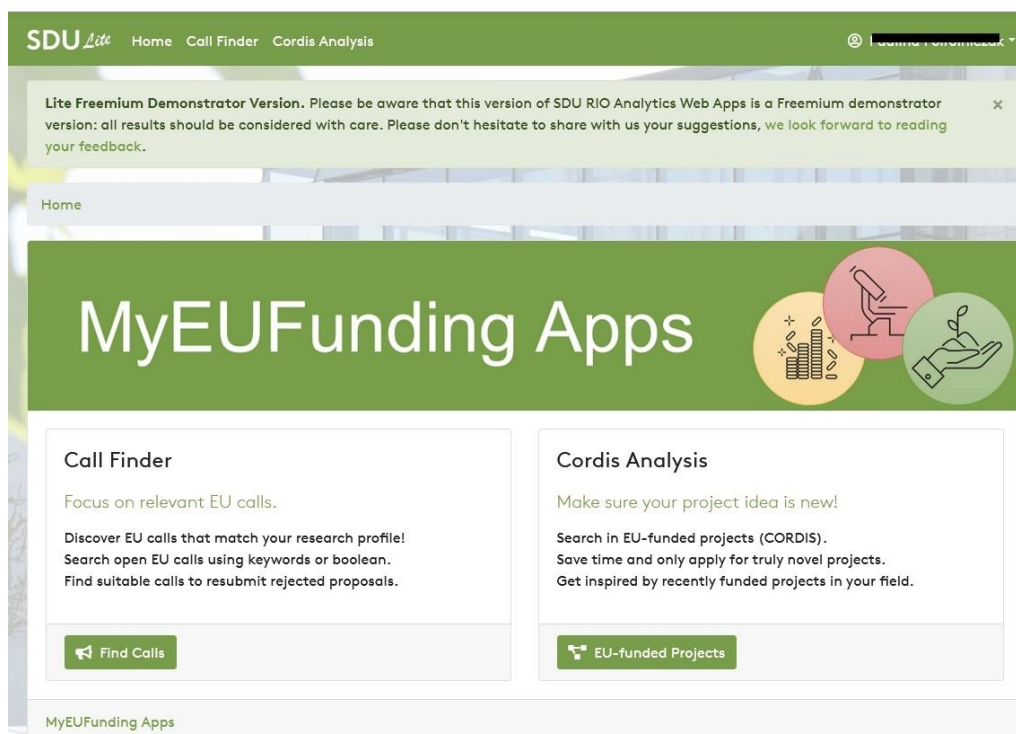 SDU Lite Home Call Finder Cordis Analysis
Lite Freemium Demonstrator Version. Please be aware that this version of SDU RIO Analytics Web Apps is a Freemium demonstrator ×
version: all results should be considered with care. Please don't hesitate to share with us your suggestions, we look forward to reading
your feedback.
Home
MyEUFunding Apps
Call Finder
Focus on relevant EU calls.
Discover EU calls that match your research profile!
Search open EU calls using keywords or boolean.
Find suitable calls to resubmit rejected proposals.
Find Calls
Cordis Analysis
Make sure your project idea is new!
Search in EU-funded projects (CORDIS).
Save time and only apply for truly novel projects.
Get inspired by recently funded projects in your field.
EU-funded Projects
MyEUFunding Apps